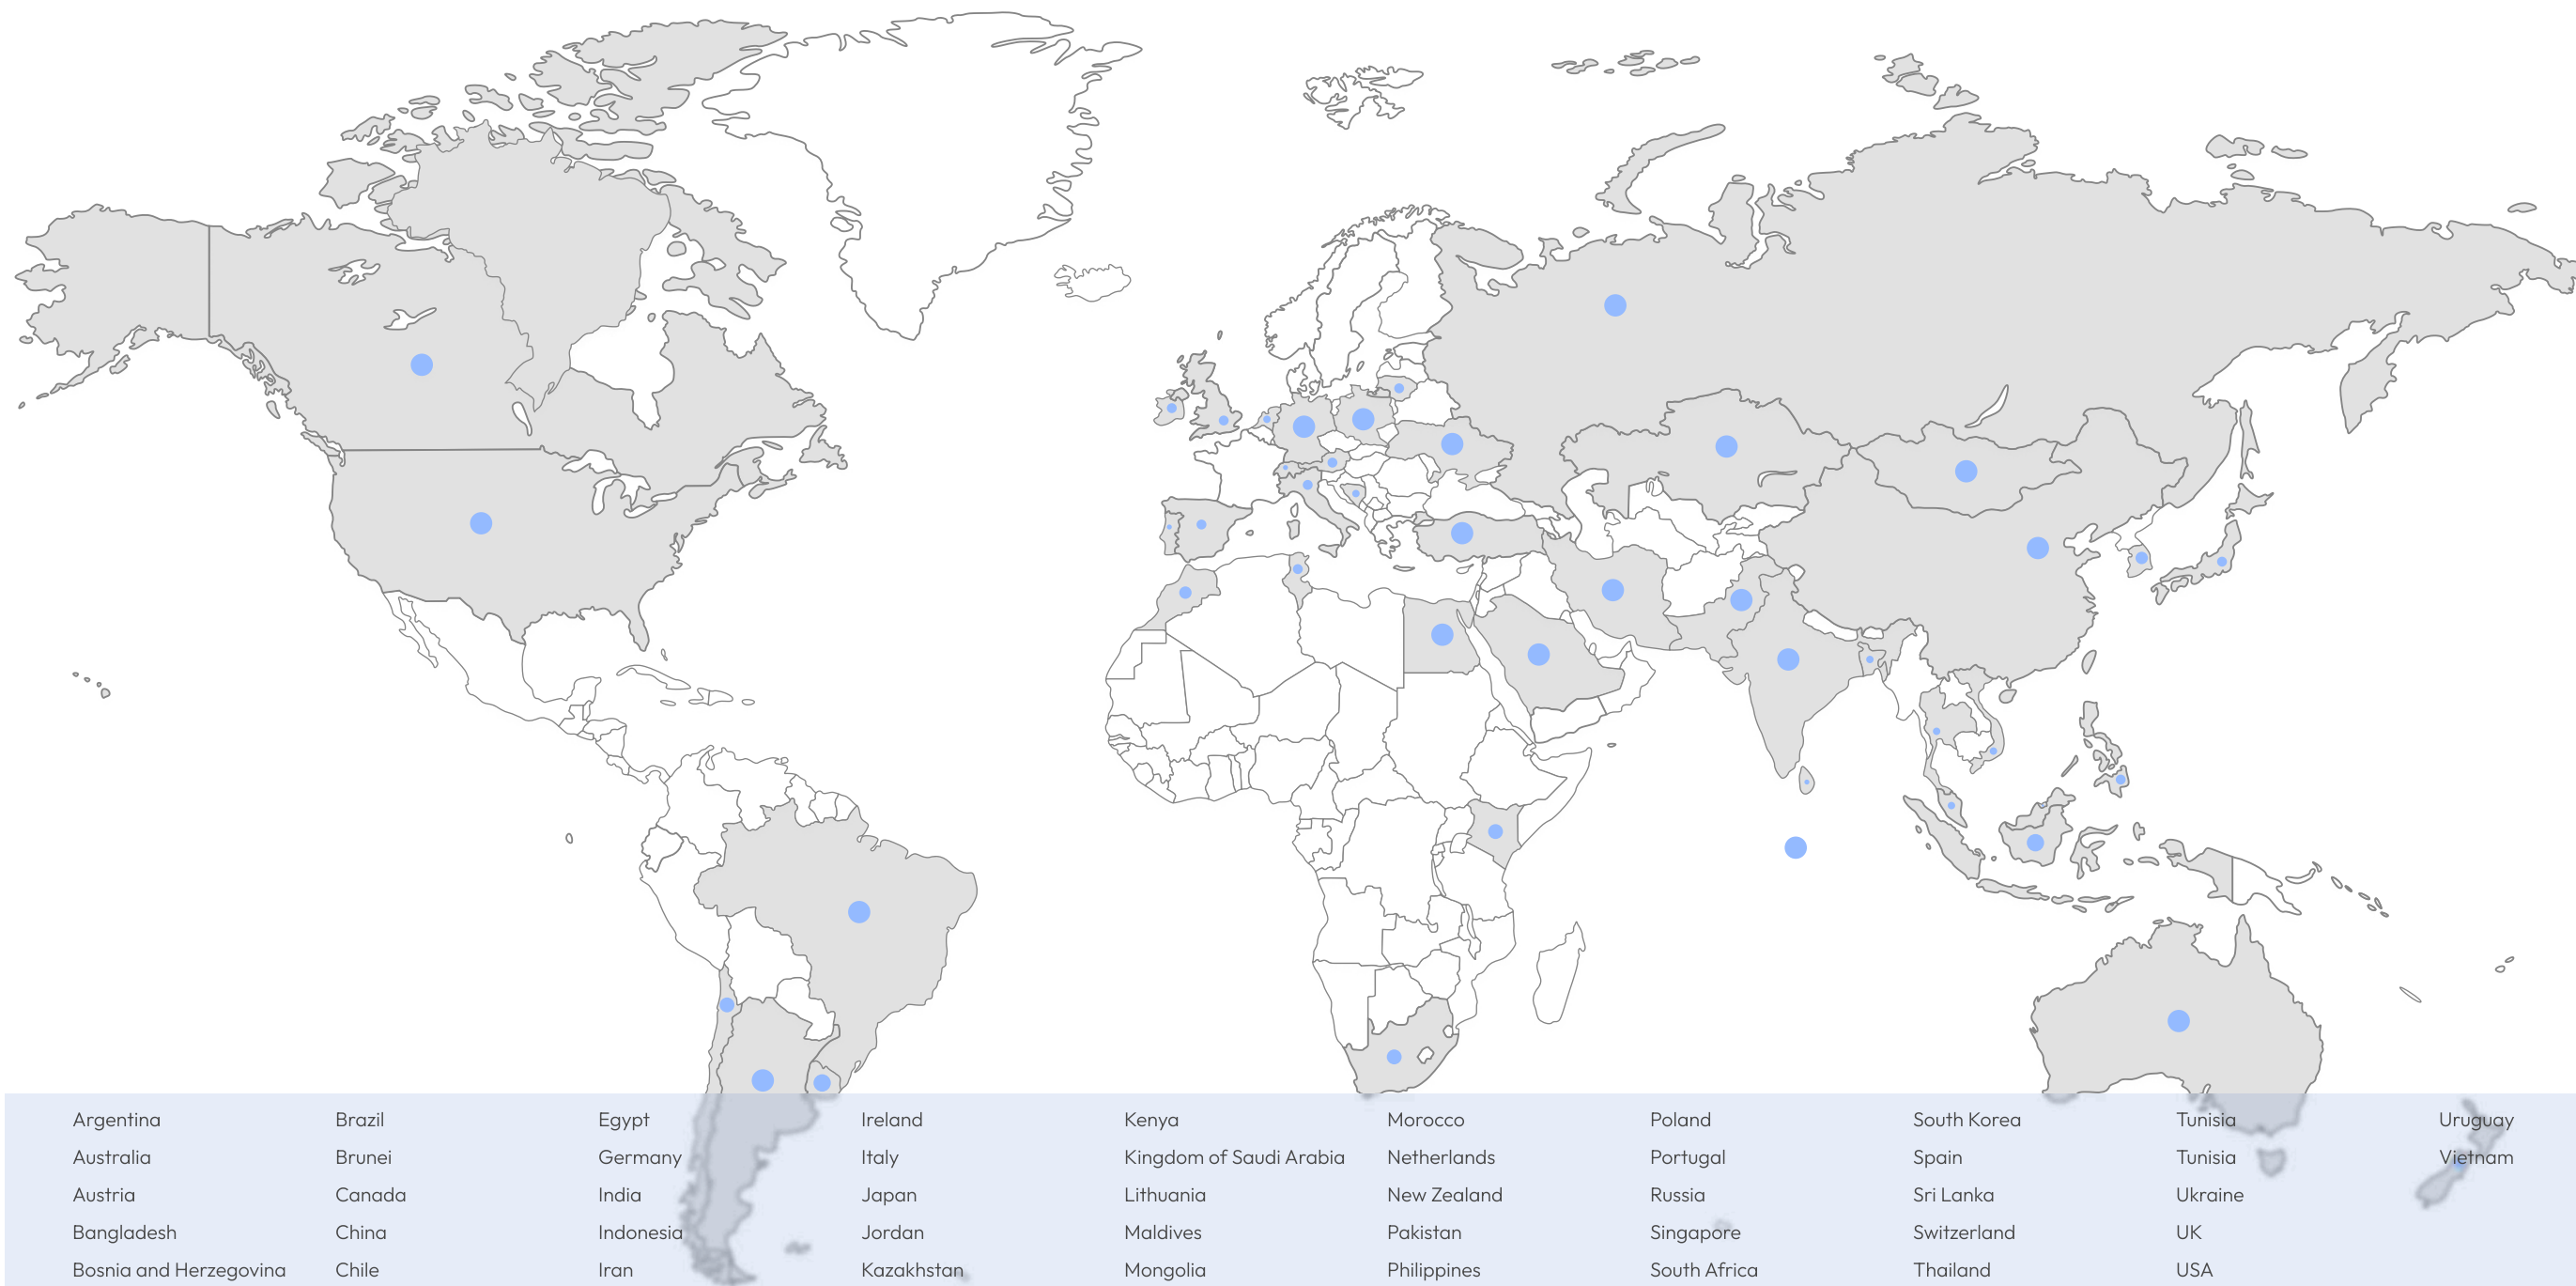 Argentina
Australia
Austria
Bangladesh
Bosnia and Herzegovina
Brazil
Brunei
Canada
China
Chile
Egypt
Germany
India
Indonesia
Iran
Ireland
Italy
Japan
Jordan
Kazakhstan
Kenya
Kingdom of Saudi Arabia
Lithuania
Maldives
Mongolia
Morocco
Netherlands
New Zealand
Pakistan
Philippines
Poland
Portugal
Russia
Singapore
South Africa
South Korea
Spain
Sri Lanka
Switzerland
Thailand
Tunisia
Tunisia
Ukraine
UK
USA
Uruguay
Vietnam